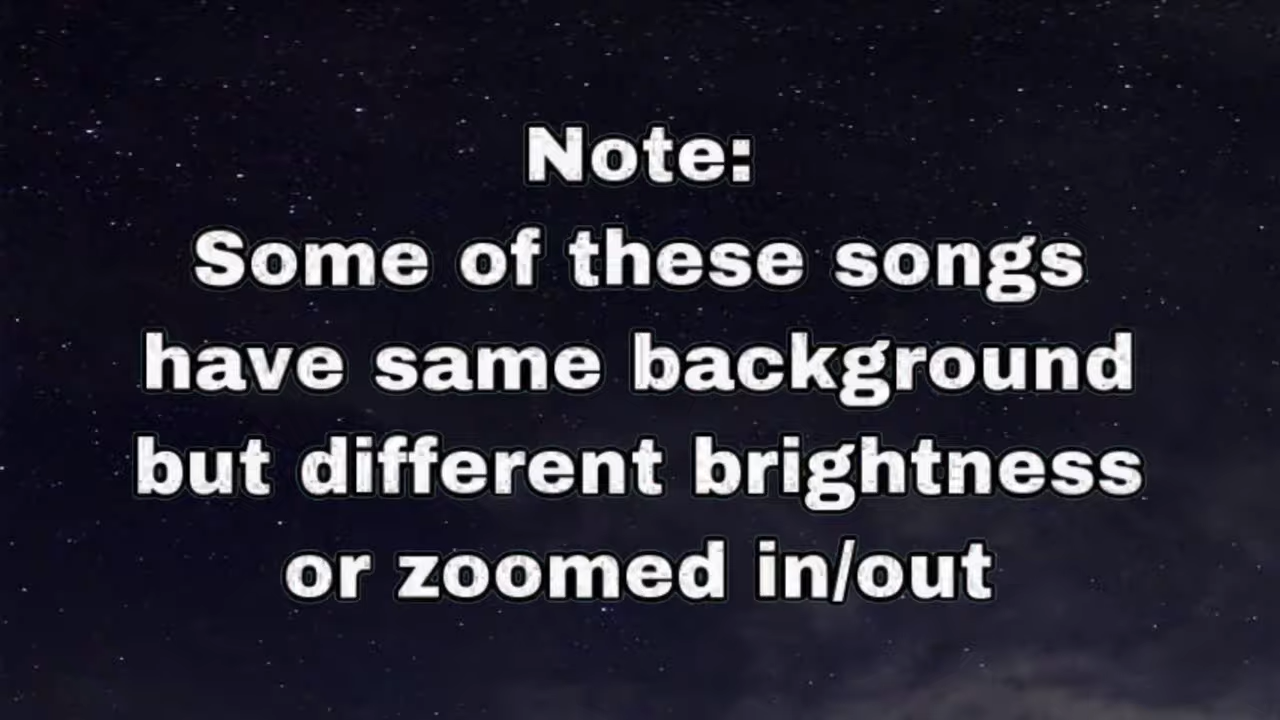 Note:
Some of these songs
have same background
but different brightness
or zoomed in/out